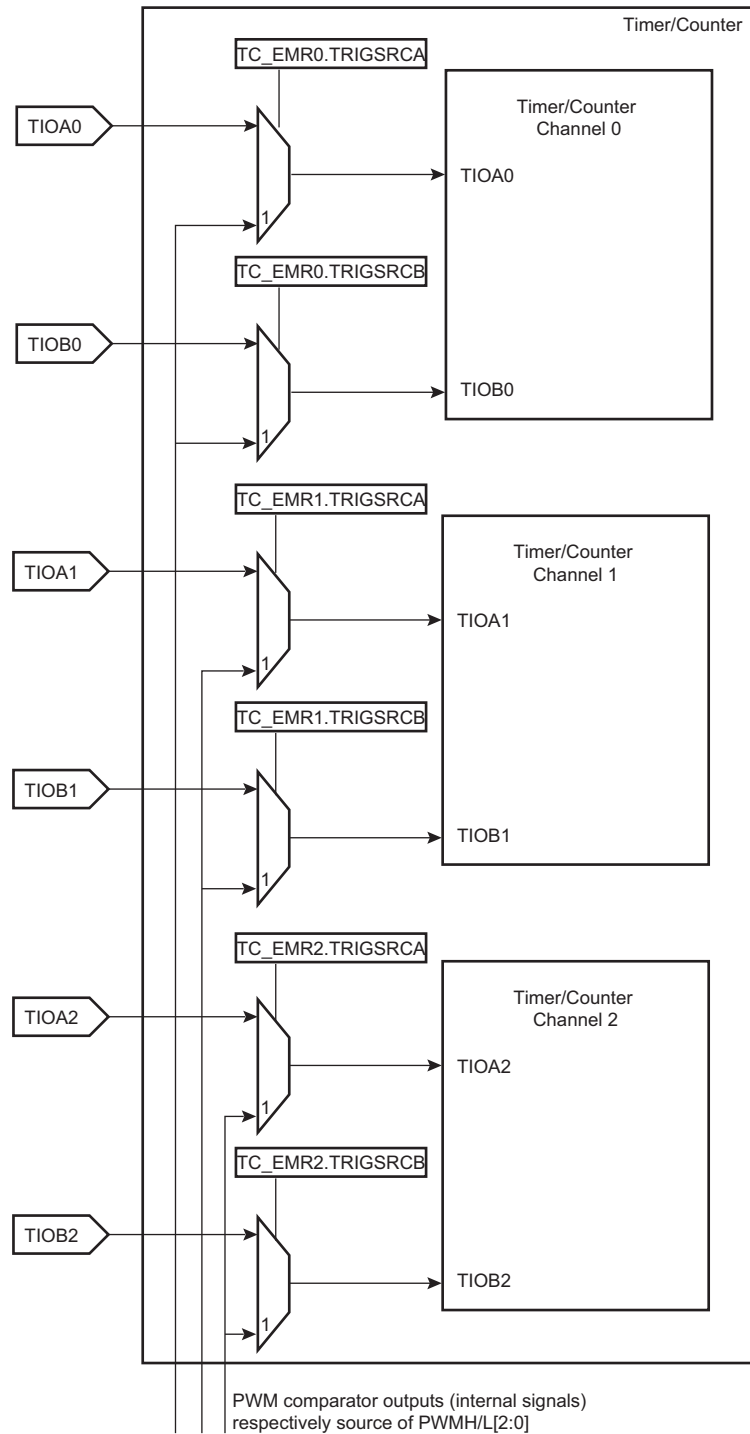 Timer/Counter
TC_EMR0.TRIGSRCA
TIOA0
Timer/Counter
Channel 0
TIOA0
1
TC_EMR0.TRIGSRCB
TIOB0
TIOB0
1
TC_EMR1.TRIGSRCA
TIOA1
Timer/Counter
Channel 1
TIOA1
1
TC_EMR1.TRIGSRCB
TIOB1
TIOB1
1
TC_EMR2.TRIGSRCA
TIOA2
Timer/Counter
Channel 2
TIOA2
1
TC_EMR2.TRIGSRCB
TIOB2
TIOB2
1
PWM comparator outputs (internal signals)
respectively source of PWMH/L[2:0]